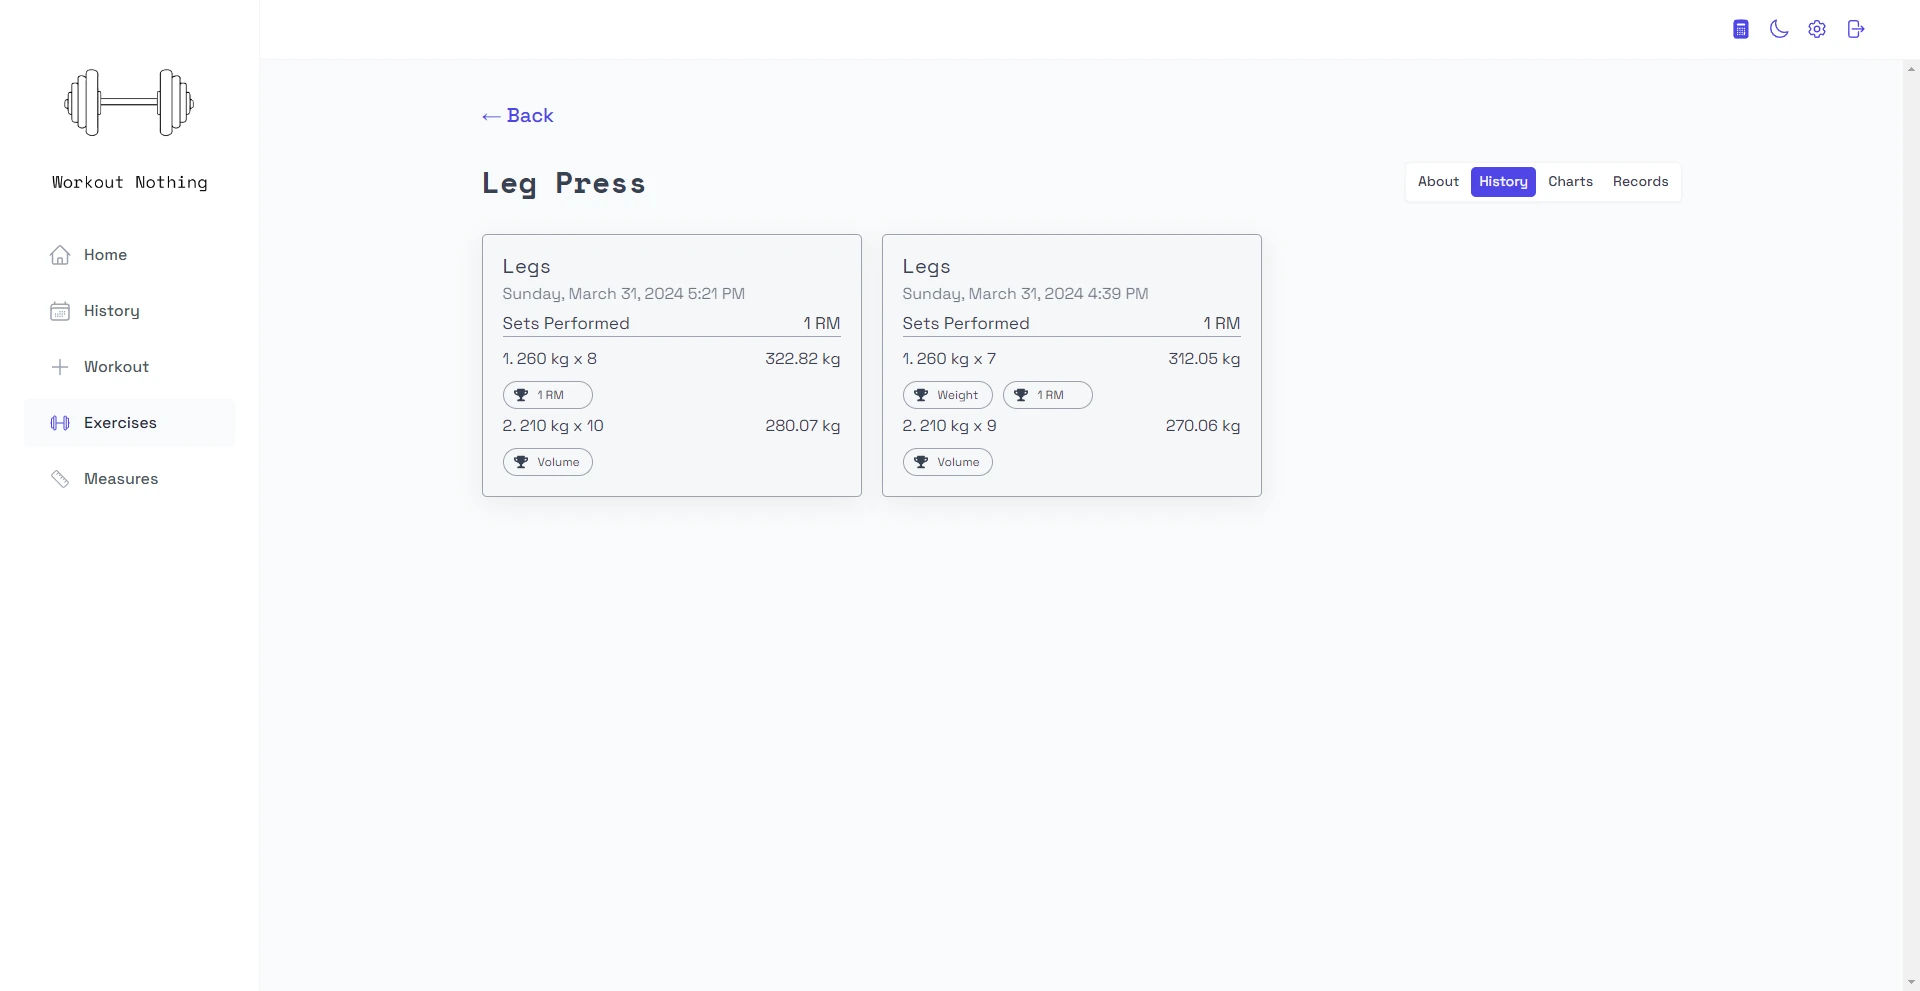 Workout Nothing
Home
History
Workout
Exercises
Measures
← Back
Leg Press
About History Charts Records
Legs
Sunday, March 31, 2024 5:21 PM
Sets Performed 1 RM
1. 260 kg x 8 322.82 kg
1 RM
2. 210 kg x 10 280.07 kg
Volume
Legs
Sunday, March 31, 2024 4:39 PM
Sets Performed 1 RM
1. 260 kg x 7 312.05 kg
Weight 1 RM
2. 210 kg x 9 270.06 kg
Volume